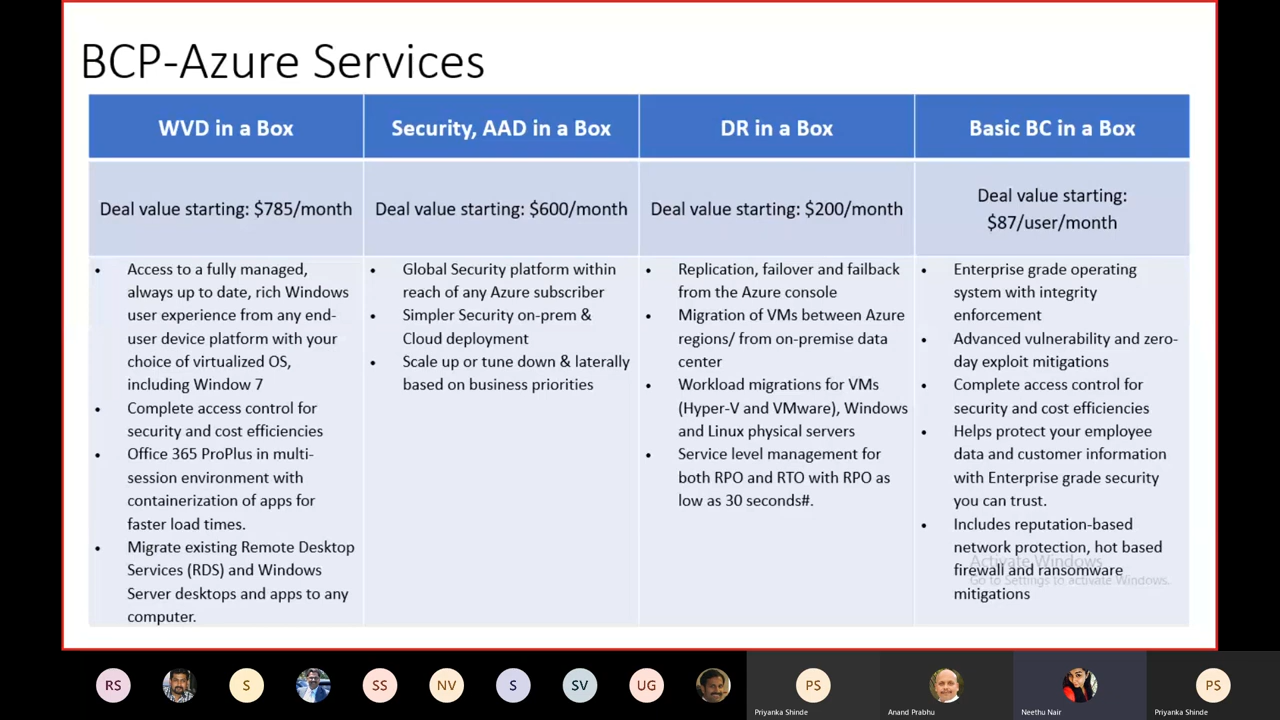 BCP-Azure Services
WVD in a Box
Security, AAD in a Box
DR in a Box
Basic BC in a Box
Deal value starting: $785/month
Deal value starting: $600/month
Deal value starting: $200/month
Deal value starting:
$87/user/month
• Access to a fully managed,
always up to date, rich Windows
user experience from any end-
user device platform with your
choice of virtualized OS,
including Window 7
• Complete access control for
security and cost efficiencies
• Office 365 ProPlus in multi-
session environment with
containerization of apps for
faster load times.
• Migrate existing Remote Desktop
Services (RDS) and Windows
Server desktops and apps to any
computer.
• Global Security platform within
reach of any Azure subscriber
• Simpler Security on-prem &
Cloud deployment
• Scale up or tune down & laterally
based on business priorities
• Replication, failover and failback
from the Azure console
• Migration of VMs between Azure
regions/ from on-premise data
center
• Workload migrations for VMs
(Hyper-V and VMware), Windows
and Linux physical servers
• Service level management for
both RPO and RTO with RPO as
low as 30 seconds#.
• Enterprise grade operating
system with integrity
enforcement
• Advanced vulnerability and zero-
day exploit mitigations
• Complete access control for
security and cost efficiencies
• Helps protect your employee
data and customer information
with Enterprise grade security
you can trust.
• Includes reputation-based
network protection, hot based
firewall and ransomware
mitigations
Activate Windows
Go to Settings to activate Windows.
RS
S
SS
NV
S
SV
UG
PS
PS
Priyanka Shinde
Anand Prabhu
Neethu Nair
Priyanka Shinde